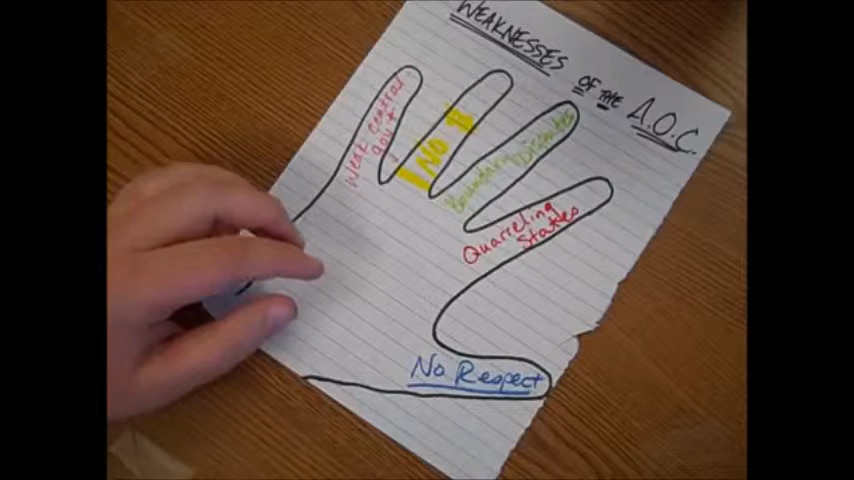 WEAKNESSES OF THE A.O.C.
Weak central
gov't
No $
Boundary Disputes
Quarreling
States
No Respect